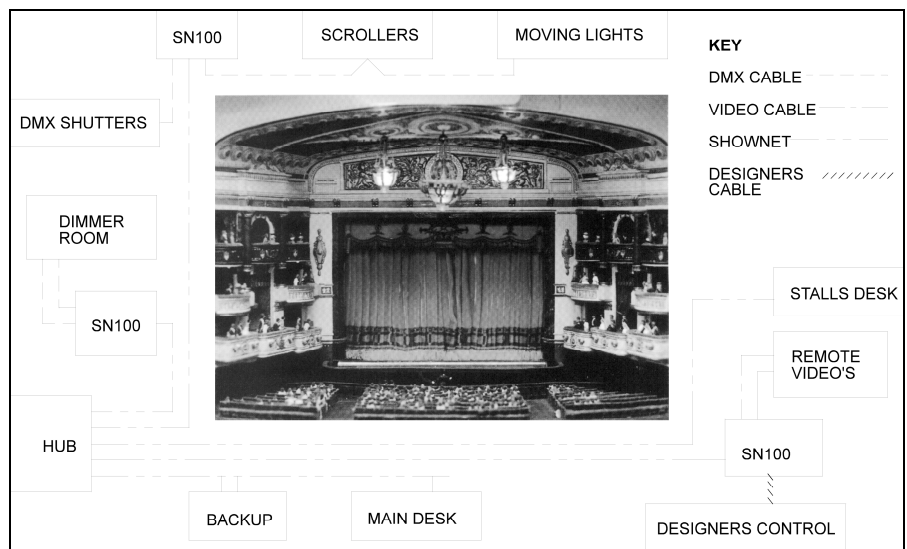 SN100
SCROLLERS
MOVING LIGHTS
KEY
DMX CABLE
VIDEO CABLE
SHOWNET
DESIGNERS
CABLE
DMX SHUTTERS
DIMMER
ROOM
SN100
STALLS DESK
REMOTE
VIDEO'S
HUB
SN100
BACKUP
MAIN DESK
DESIGNERS CONTROL